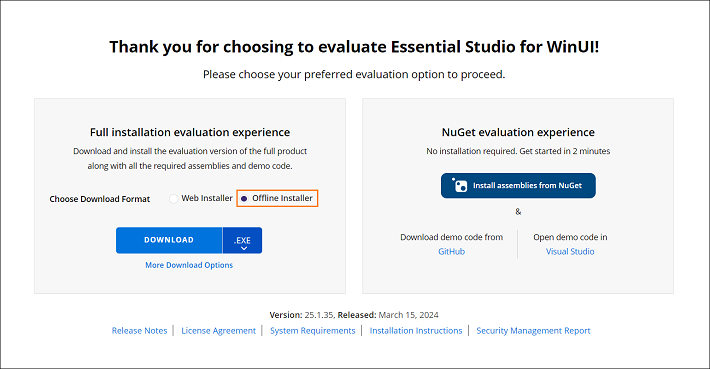 Thank you for choosing to evaluate Essential Studio for WinUI!
Please choose your preferred evaluation option to proceed.
Full installation evaluation experience
Download and install the evaluation version of the full product
along with all the required assemblies and demo code.
Choose Download Format
Web Installer
Offline Installer
DOWNLOAD
.EXE
More Download Options
NuGet evaluation experience
No installation required. Get started in 2 minutes
Install assemblies from NuGet
&
Download demo code from
GitHub
Open demo code in
Visual Studio
Version: 25.1.35, Released: March 15, 2024
Release Notes | License Agreement | System Requirements | Installation Instructions | Security Management Report